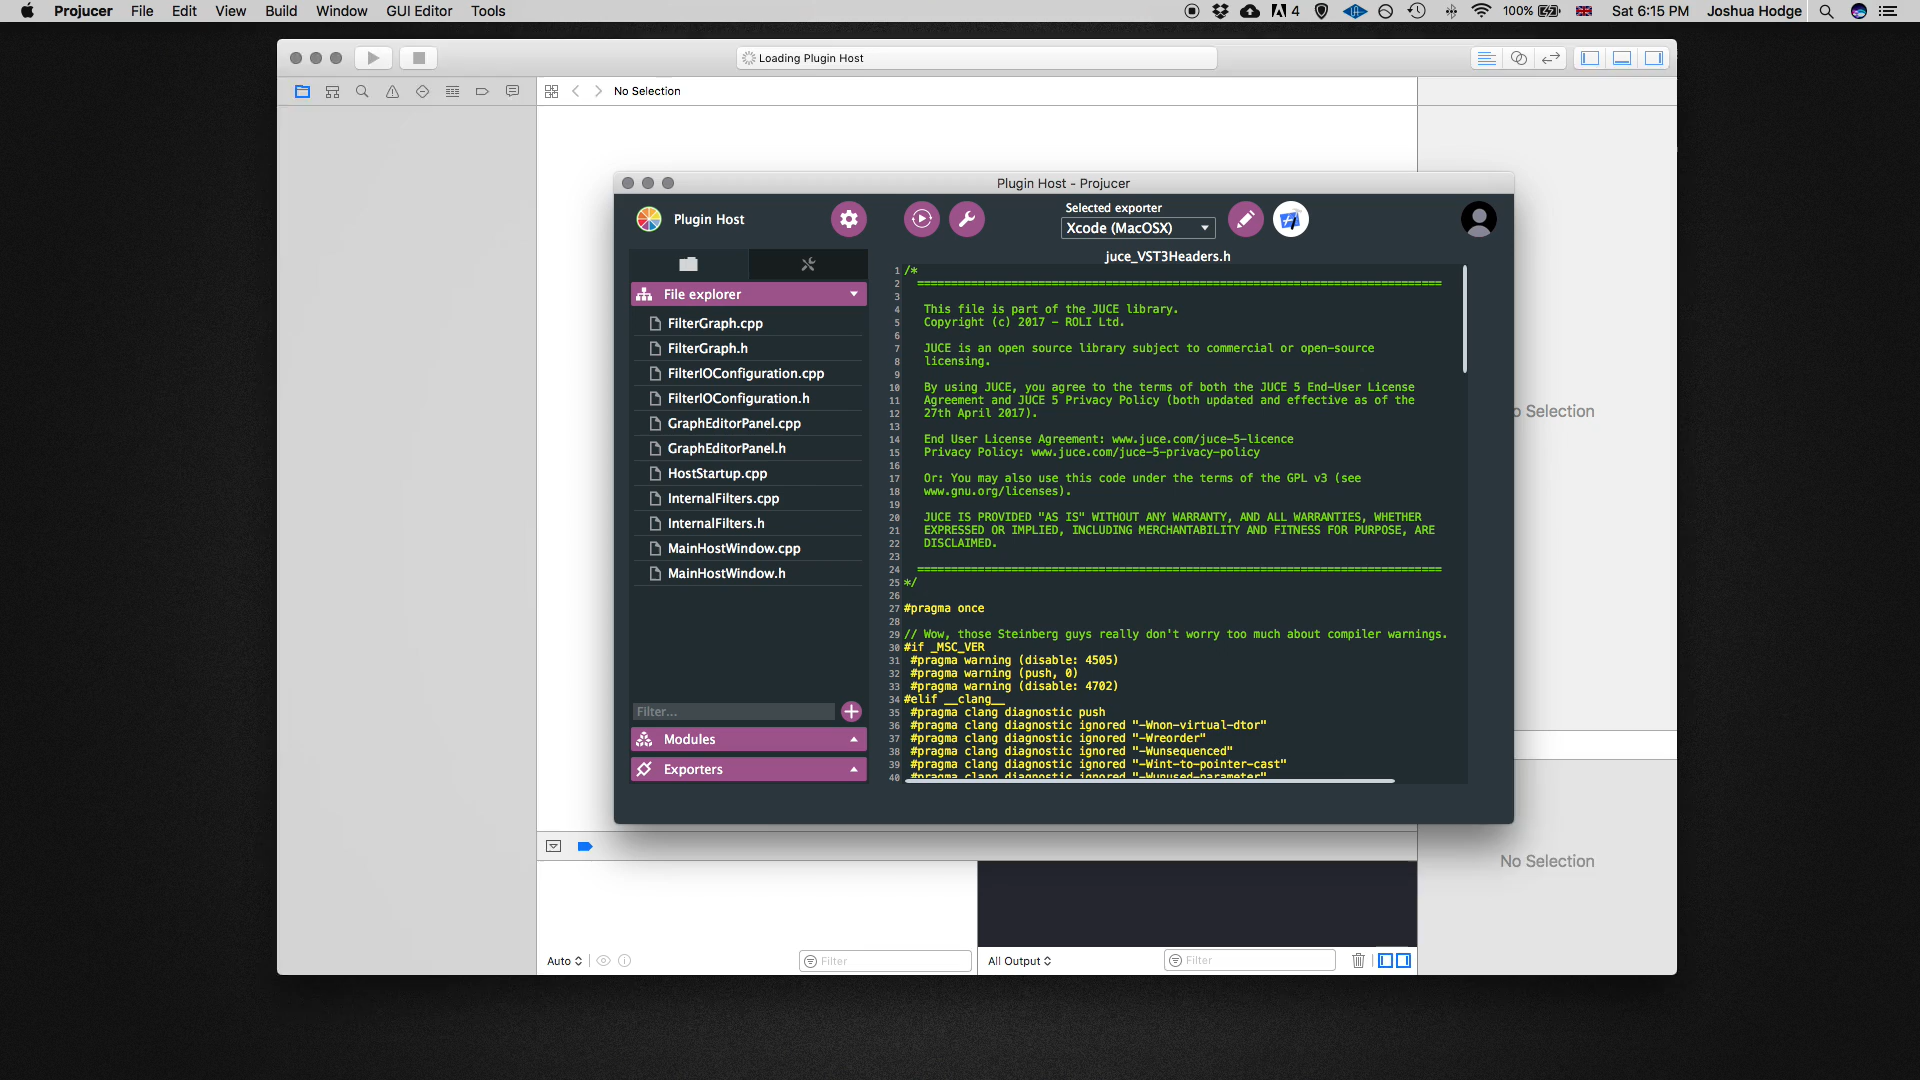 Projucer File Edit View Build Window GUI Editor Tools
4 100% Sat 6:15 PM Joshua Hodge
Loading Plugin Host
No Selection
Plugin Host - Projucer
Plugin Host
Selected exporter
Xcode (MacOSX)
juce_VST3Headers.h
File explorer
FilterGraph.cpp
FilterGraph.h
FilterIOConfiguration.cpp
FilterIOConfiguration.h
GraphEditorPanel.cpp
GraphEditorPanel.h
HostStartup.cpp
InternalFilters.cpp
InternalFilters.h
MainHostWindow.cpp
MainHostWindow.h
Filter...
Modules
Exporters
1 /*
2 ==============================================================================
3
4 This file is part of the JUCE library.
5 Copyright (c) 2017 - ROLI Ltd.
6
7 JUCE is an open source library subject to commercial or open-source
8 licensing.
9
10 By using JUCE, you agree to the terms of both the JUCE 5 End-User License
11 Agreement and JUCE 5 Privacy Policy (both updated and effective as of the
12 27th April 2017).
13
14 End User License Agreement: www.juce.com/juce-5-licence
15 Privacy Policy: www.juce.com/juce-5-privacy-policy
16
17 Or: You may also use this code under the terms of the GPL v3 (see
18 www.gnu.org/licenses).
19
20 JUCE IS PROVIDED "AS IS" WITHOUT ANY WARRANTY, AND ALL WARRANTIES, WHETHER
21 EXPRESSED OR IMPLIED, INCLUDING MERCHANTABILITY AND FITNESS FOR PURPOSE, ARE
22 DISCLAIMED.
23
24 ==============================================================================
25 */
26
27 #pragma once
28
29 // Wow, those Steinberg guys really don't worry too much about compiler warnings.
30 #if _MSC_VER
31 #pragma warning (disable: 4505)
32 #pragma warning (push, 0)
33 #pragma warning (disable: 4702)
34 #elif __clang__
35 #pragma clang diagnostic push
36 #pragma clang diagnostic ignored "-Wnon-virtual-dtor"
37 #pragma clang diagnostic ignored "-Wreorder"
38 #pragma clang diagnostic ignored "-Wunsequenced"
39 #pragma clang diagnostic ignored "-Wint-to-pointer-cast"
40 #pragma clang diagnostic ignored "-Wunused-parameter"
o Selection
No Selection
Auto
Filter
All Output
Filter